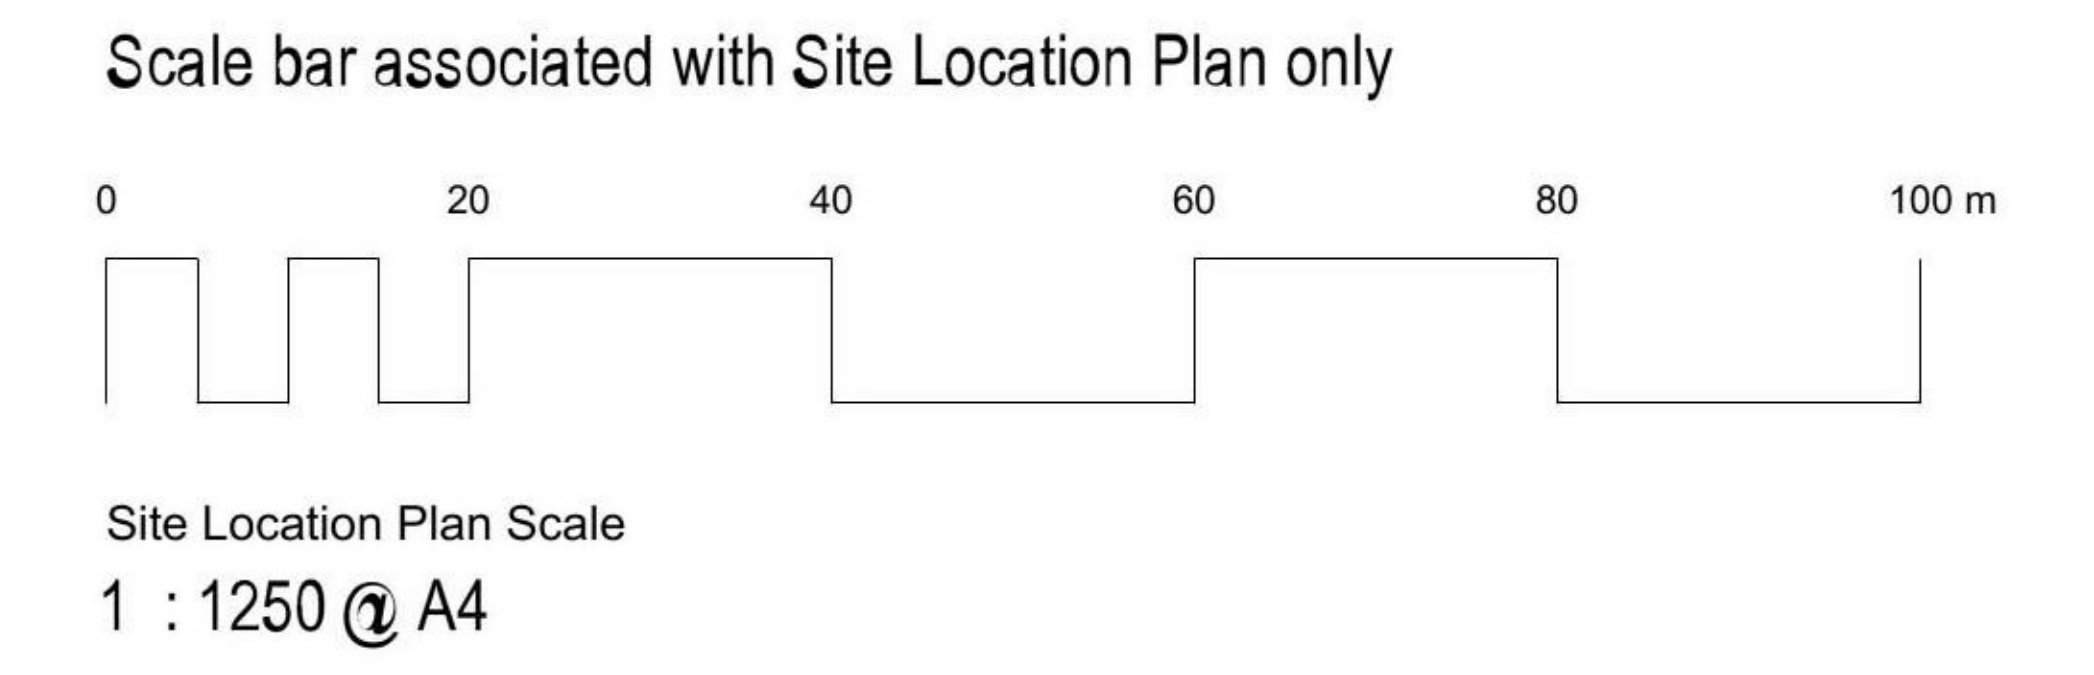 Scale bar associated with Site Location Plan only
0 20 40 60 80 100 m
Site Location Plan Scale
1 : 1250 @ A4